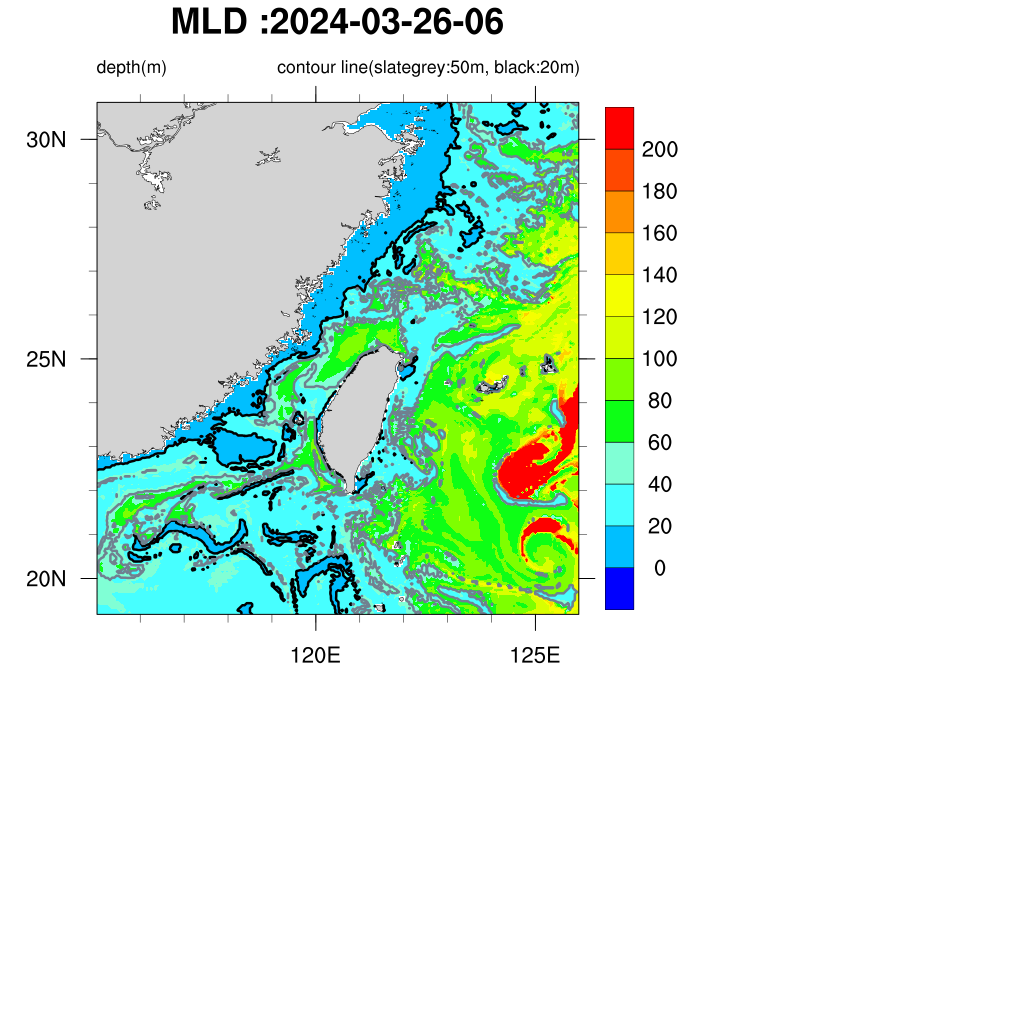 MLD :2024-03-26-06
depth(m)
contour line(slategrey:50m, black:20m)
30N
25N
20N
120E
125E
200
180
160
140
120
100
80
60
40
20
0